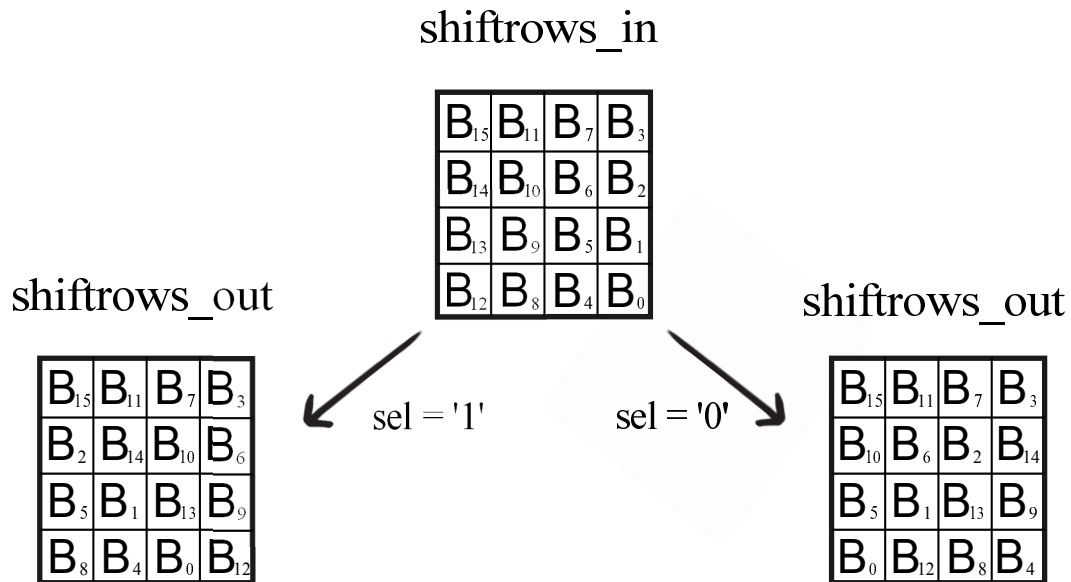 shiftrows_in
B15 B11 B7 B3
B14 B10 B6 B2
B13 B9 B5 B1
B12 B8 B4 B0
shiftrows_out
B15 B11 B7 B3
B2 B14 B10 B6
B5 B1 B13 B9
B8 B4 B0 B12
sel = '1'
sel = '0'
shiftrows_out
B15 B11 B7 B3
B10 B6 B2 B14
B5 B1 B13 B9
B0 B12 B8 B4